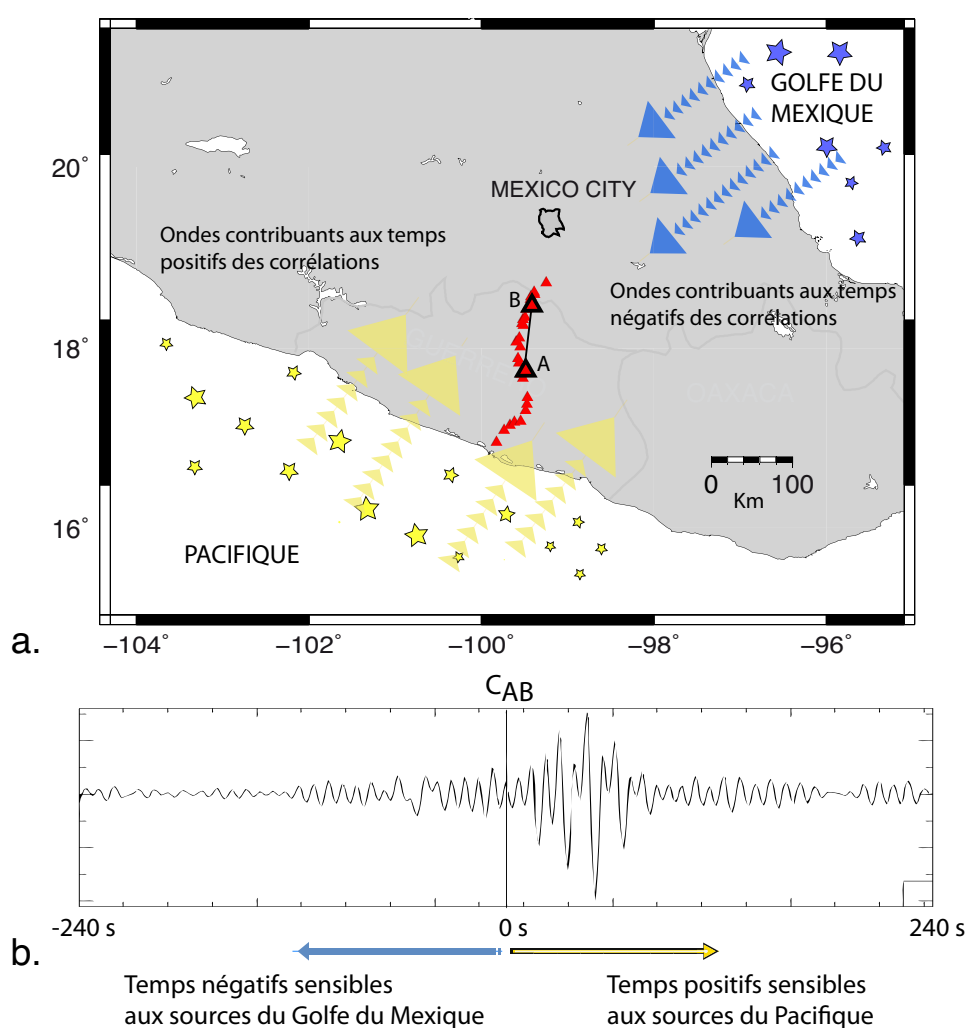 a.
GOLFE DU
MEXIQUE
MEXICO CITY
Ondes contribuants aux temps
positifs des corrélations
Ondes contribuants aux temps
négatifs des corrélations
B
A
GUERRERO
OAXACA
PACIFIQUE
0 100
Km
20°
18°
16°
−104° −102° −100° −98° −96°
b.
CAB
-240 s 0 s 240 s
Temps négatifs sensibles
aux sources du Golfe du Mexique
Temps positifs sensibles
aux sources du Pacifique